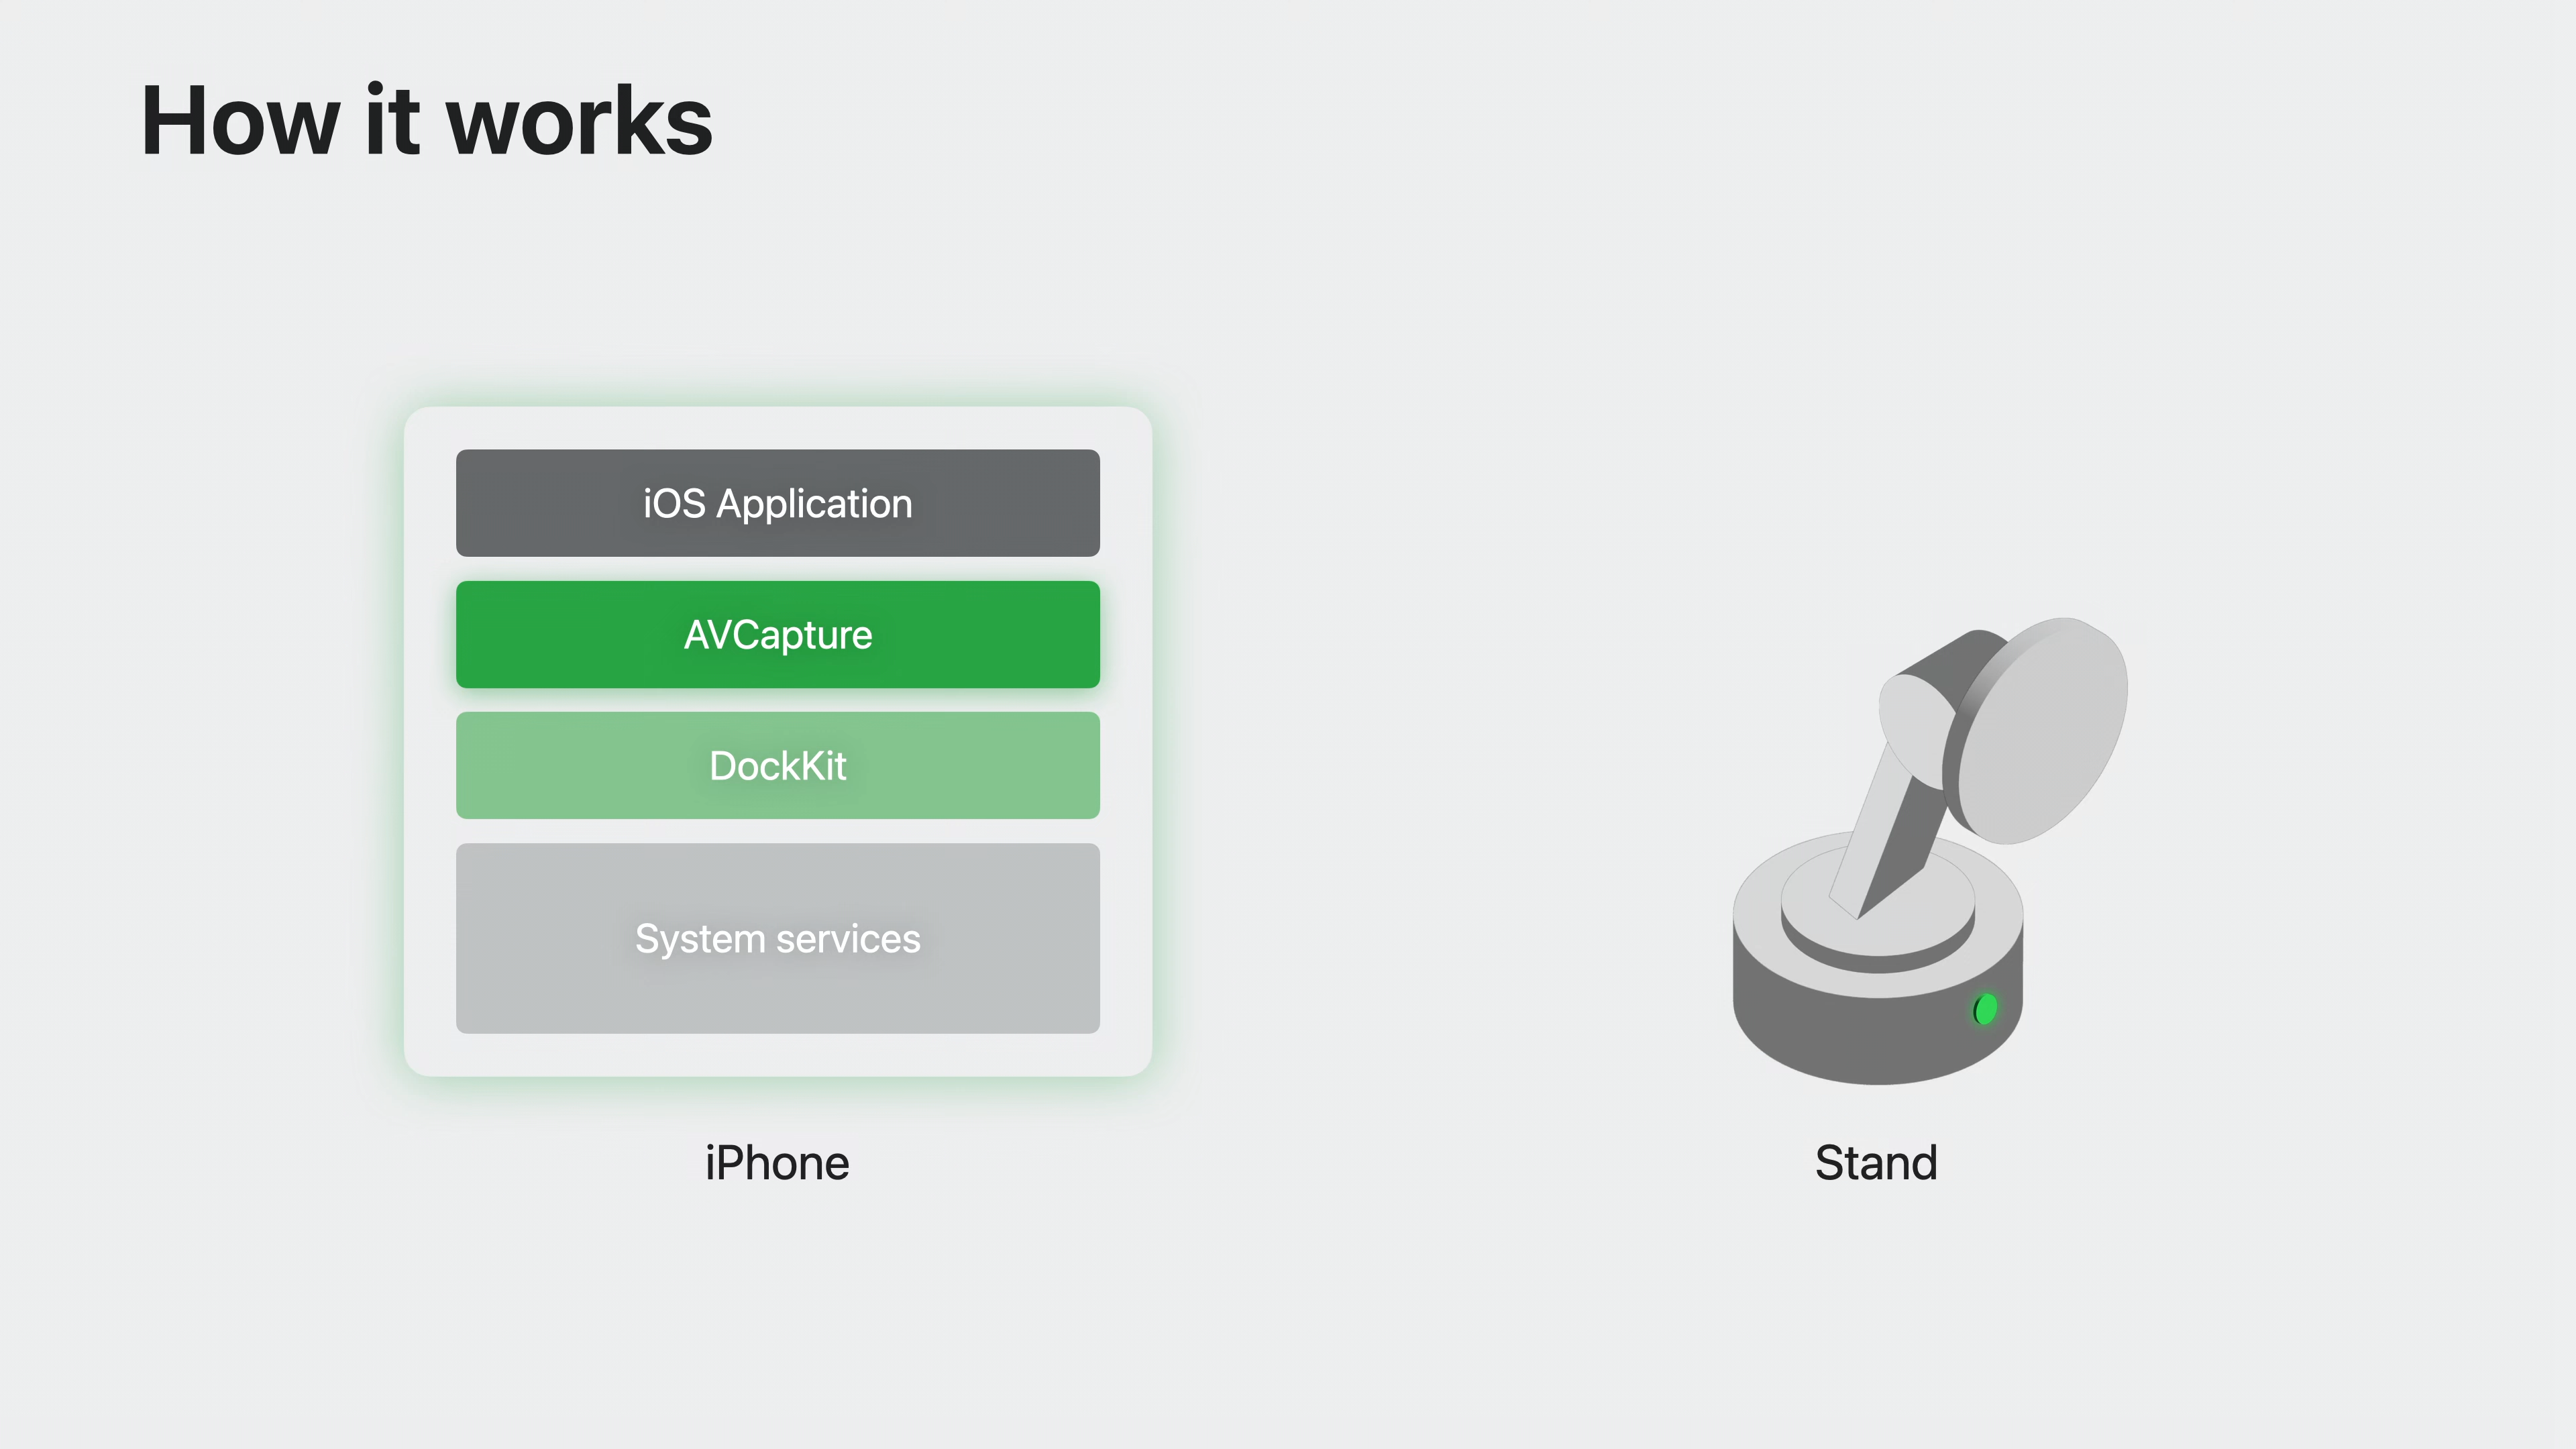 How it works
iOS Application
AVCapture
DockKit
System services
iPhone
Stand